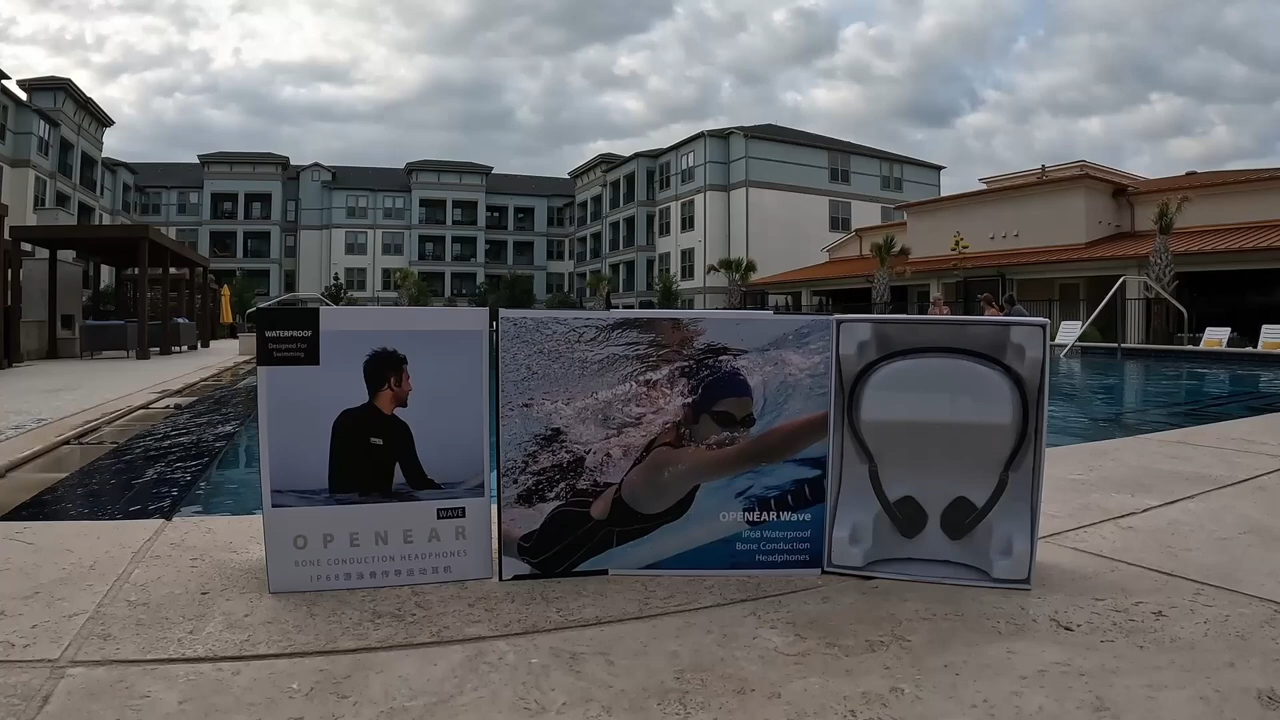 WATERPROOF
Designed For
Swimming
WAVE
OPENEAR
BONE CONDUCTION HEADPHONES
IP68游泳骨传导运动耳机
OPENEAR Wave
IP68 Waterproof
Bone Conduction
Headphones